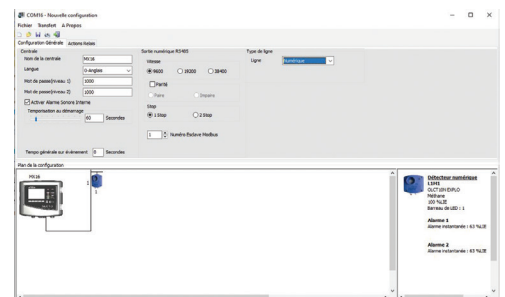 COM16 - Nouvelle configuration
Fichier Transfert A Propos
Configuration Générale Actions Relais
Centrale
Nom de la centrale MX16
Langue 0-Anglais
Mot de passe(niveau 1) 1000
Mot de passe(niveau 2) 1000
Activer Alarme Sonore Interne
Temporisation au démarrage
60 Secondes
Tempo générale sur évènement 0 Secondes
Sortie numérique RS485
Vitesse
9600 19200 38400
Parité
Paire Impaire
Stop
1 Stop 2 Stop
1 Numéro Esclave Modbus
Type de ligne
Ligne Numérique
Plan de la configuration
MX16
1
1
Détecteur numérique
L1M1
OLCT10N EXPLO
Méthane
100 %LIE
Barreau de LED : 1
Alarme 1
Alarme instantanée : 63 %LIE
Alarme 2
Alarme instantanée : 63 %LIE